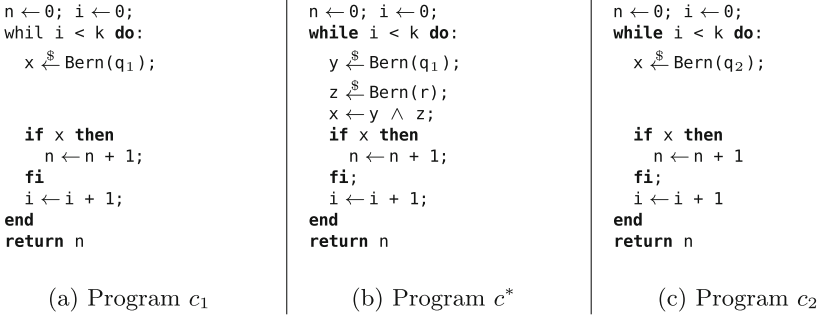 n ← 0; i ← 0;
whil i < k do:
x ←$ Bern(q₁);
if x then
n ← n + 1;
fi
i ← i + 1;
end
return n
(a) Program c₁
n ← 0; i ← 0;
while i < k do:
y ←$ Bern(q₁);
z ←$ Bern(r);
x ← y ∧ z;
if x then
n ← n + 1;
fi;
i ← i + 1;
end
return n
(b) Program c*
n ← 0; i ← 0;
while i < k do:
x ←$ Bern(q₂);
if x then
n ← n + 1
fi;
i ← i + 1
end
return n
(c) Program c₂